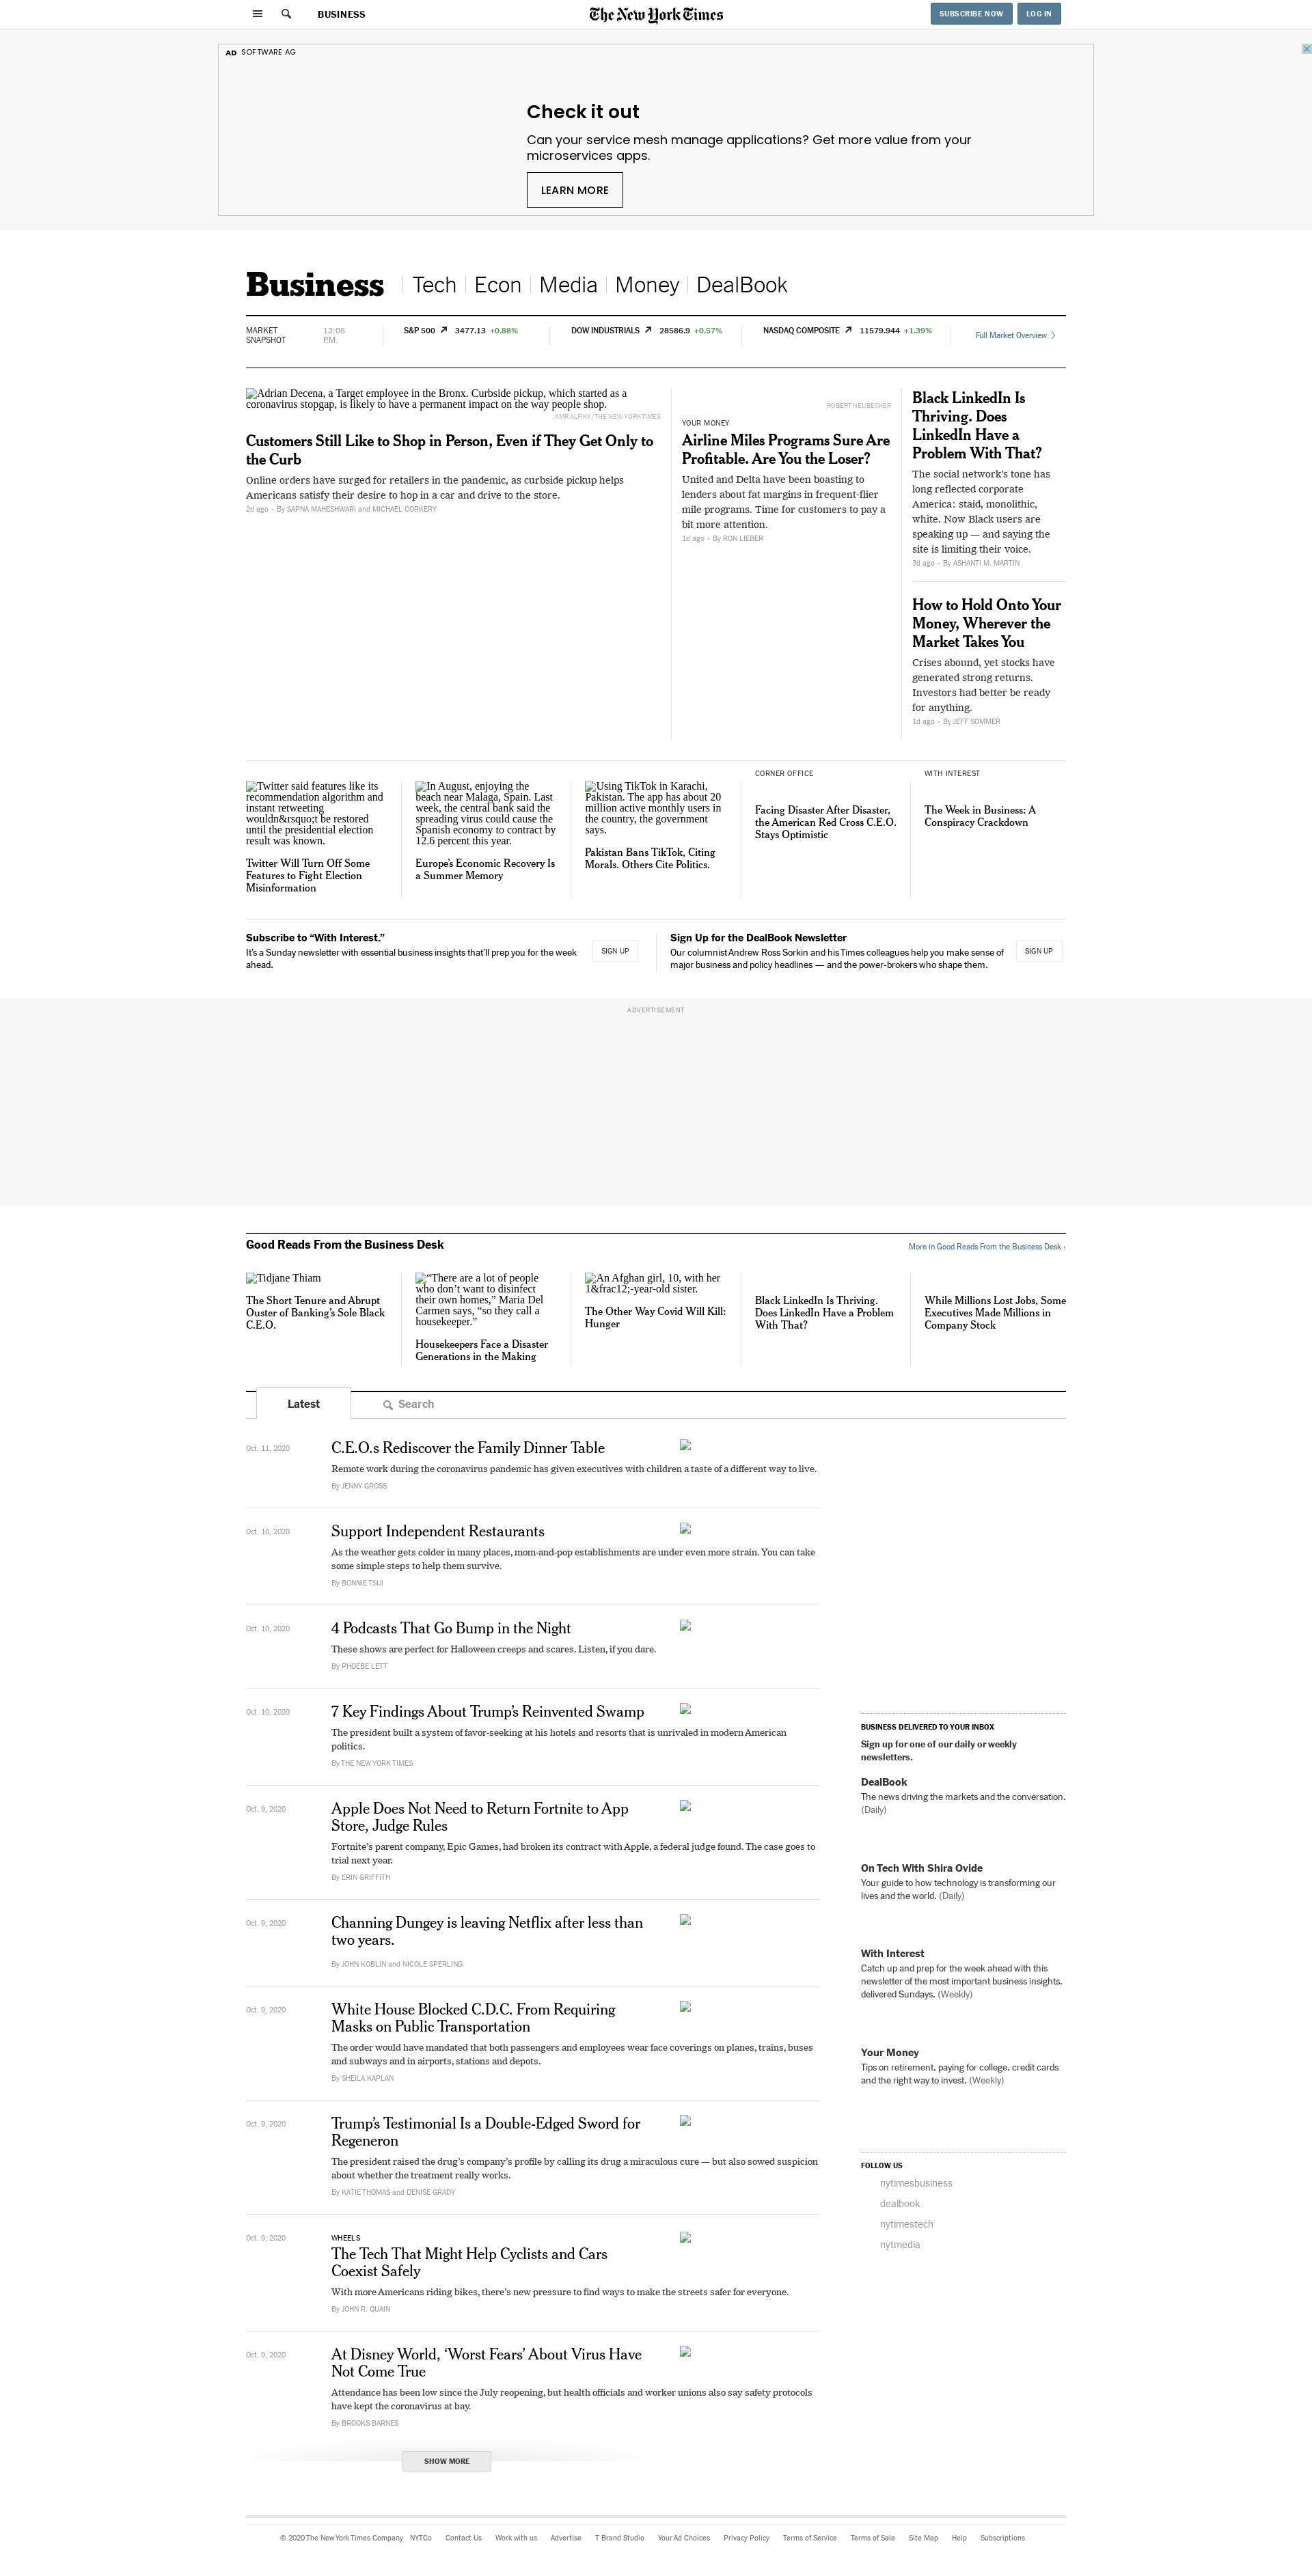 BUSINESS
The New York Times
SUBSCRIBE NOW
LOG IN
AD SOFTWARE AG
Check it out
Can your service mesh manage applications? Get more value from your
microservices apps.
LEARN MORE
Business
Tech
Econ
Media
Money
DealBook
MARKET
SNAPSHOT
12:08
P.M.
S&P 500 3477.13 +0.88%
DOW INDUSTRIALS 28586.9 +0.57%
NASDAQ COMPOSITE 11579.944 +1.39%
Full Market Overview
Adrian Decena, a Target employee in the Bronx. Curbside pickup, which started as a
coronavirus stopgap, is likely to have a permanent impact on the way people shop.
AMR ALFIKY/THE NEW YORK TIMES
Customers Still Like to Shop in Person, Even if They Get Only to
the Curb
Online orders have surged for retailers in the pandemic, as curbside pickup helps
Americans satisfy their desire to hop in a car and drive to the store.
2d ago • By SAPNA MAHESHWARI and MICHAEL CORKERY
ROBERT NEUBECKER
YOUR MONEY
Airline Miles Programs Sure Are
Profitable. Are You the Loser?
United and Delta have been boasting to
lenders about fat margins in frequent-flier
mile programs. Time for customers to pay a
bit more attention.
1d ago • By RON LIEBER
Black LinkedIn Is
Thriving. Does
LinkedIn Have a
Problem With That?
The social network's tone has
long reflected corporate
America: staid, monolithic,
white. Now Black users are
speaking up — and saying the
site is limiting their voice.
3d ago • By ASHANTI M. MARTIN
How to Hold Onto Your
Money, Wherever the
Market Takes You
Crises abound, yet stocks have
generated strong returns.
Investors had better be ready
for anything.
1d ago • By JEFF SOMMER
Twitter said features like its
recommendation algorithm and
instant retweeting
wouldn&rsquo;t be restored
until the presidential election
result was known.
Twitter Will Turn Off Some
Features to Fight Election
Misinformation
In August, enjoying the
beach near Malaga, Spain. Last
week, the central bank said the
spreading virus could cause the
Spanish economy to contract by
12.6 percent this year.
Europe's Economic Recovery Is
a Summer Memory
Using TikTok in Karachi,
Pakistan. The app has about 20
million active monthly users in
the country, the government
says.
Pakistan Bans TikTok, Citing
Morals. Others Cite Politics.
CORNER OFFICE
Facing Disaster After Disaster,
the American Red Cross C.E.O.
Stays Optimistic
WITH INTEREST
The Week in Business: A
Conspiracy Crackdown
Subscribe to “With Interest.”
It's a Sunday newsletter with essential business insights that'll prep you for the week
ahead.
SIGN UP
Sign Up for the DealBook Newsletter
Our columnist Andrew Ross Sorkin and his Times colleagues help you make sense of
major business and policy headlines — and the power-brokers who shape them.
SIGN UP
ADVERTISEMENT
Good Reads From the Business Desk
More in Good Reads From the Business Desk ›
Tidjane Thiam
The Short Tenure and Abrupt
Ouster of Banking's Sole Black
C.E.O.
“There are a lot of people
who don't want to disinfect
their own homes,” Maria Del
Carmen says, “so they call a
housekeeper.”
Housekeepers Face a Disaster
Generations in the Making
An Afghan girl, 10, with her
1&frac12;-year-old sister.
The Other Way Covid Will Kill:
Hunger
Black LinkedIn Is Thriving.
Does LinkedIn Have a Problem
With That?
While Millions Lost Jobs, Some
Executives Made Millions in
Company Stock
Latest
Search
Oct. 11, 2020
C.E.O.s Rediscover the Family Dinner Table
Remote work during the coronavirus pandemic has given executives with children a taste of a different way to live.
By JENNY GROSS
Oct. 10, 2020
Support Independent Restaurants
As the weather gets colder in many places, mom-and-pop establishments are under even more strain. You can take
some simple steps to help them survive.
By BONNIE TSUI
Oct. 10, 2020
4 Podcasts That Go Bump in the Night
These shows are perfect for Halloween creeps and scares. Listen, if you dare.
By PHOEBE LETT
Oct. 10, 2020
7 Key Findings About Trump's Reinvented Swamp
The president built a system of favor-seeking at his hotels and resorts that is unrivaled in modern American
politics.
By THE NEW YORK TIMES
Oct. 9, 2020
Apple Does Not Need to Return Fortnite to App
Store, Judge Rules
Fortnite's parent company, Epic Games, had broken its contract with Apple, a federal judge found. The case goes to
trial next year.
By ERIN GRIFFITH
Oct. 9, 2020
Channing Dungey is leaving Netflix after less than
two years.
By JOHN KOBLIN and NICOLE SPERLING
Oct. 9, 2020
White House Blocked C.D.C. From Requiring
Masks on Public Transportation
The order would have mandated that both passengers and employees wear face coverings on planes, trains, buses
and subways and in airports, stations and depots.
By SHEILA KAPLAN
Oct. 9, 2020
Trump's Testimonial Is a Double-Edged Sword for
Regeneron
The president raised the drug's company's profile by calling its drug a miraculous cure — but also sowed suspicion
about whether the treatment really works.
By KATIE THOMAS and DENISE GRADY
Oct. 9, 2020
WHEELS
The Tech That Might Help Cyclists and Cars
Coexist Safely
With more Americans riding bikes, there's new pressure to find ways to make the streets safer for everyone.
By JOHN R. QUAIN
Oct. 9, 2020
At Disney World, ‘Worst Fears’ About Virus Have
Not Come True
Attendance has been low since the July reopening, but health officials and worker unions also say safety protocols
have kept the coronavirus at bay.
By BROOKS BARNES
SHOW MORE
BUSINESS DELIVERED TO YOUR INBOX
Sign up for one of our daily or weekly
newsletters.
DealBook
The news driving the markets and the conversation.
(Daily)
On Tech With Shira Ovide
Your guide to how technology is transforming our
lives and the world. (Daily)
With Interest
Catch up and prep for the week ahead with this
newsletter of the most important business insights,
delivered Sundays. (Weekly)
Your Money
Tips on retirement, paying for college, credit cards
and the right way to invest. (Weekly)
FOLLOW US
nytimesbusiness
dealbook
nytimestech
nytmedia
© 2020 The New York Times Company NYTCo Contact Us Work with us Advertise T Brand Studio Your Ad Choices Privacy Policy Terms of Service Terms of Sale Site Map Help Subscriptions